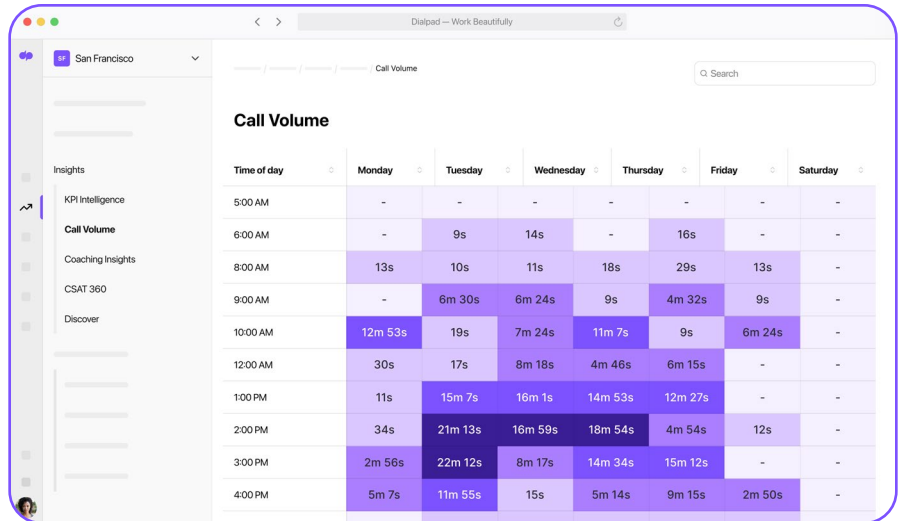 Dialpad — Work Beautifully
SF San Francisco
/ / / / Call Volume
Search
Call Volume
Insights
KPI Intelligence
Call Volume
Coaching Insights
CSAT 360
Discover
Time of day Monday Tuesday Wednesday Thursday Friday Saturday
5:00 AM - - - - - - -
6:00 AM - 9s 14s - 16s - -
8:00 AM 13s 10s 11s 18s 29s 13s -
9:00 AM - 6m 30s 6m 24s 9s 4m 32s 9s -
10:00 AM 12m 53s 19s 7m 24s 11m 7s 9s 6m 24s -
12:00 AM 30s 17s 8m 18s 4m 46s 6m 15s - -
1:00 PM 11s 15m 7s 16m 1s 14m 53s 12m 27s - -
2:00 PM 34s 21m 13s 16m 59s 18m 54s 4m 54s 12s -
3:00 PM 2m 56s 22m 12s 8m 17s 14m 34s 15m 12s - -
4:00 PM 5m 7s 11m 55s 15s 5m 14s 9m 15s 2m 50s -